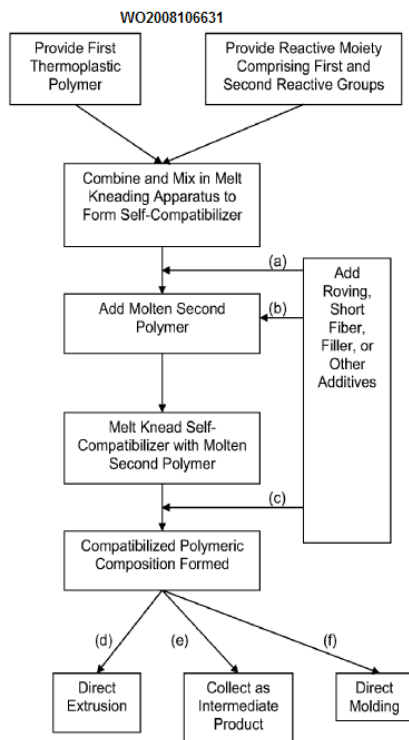 WO2008106631
Provide First
Thermoplastic
Polymer
Provide Reactive Moiety
Comprising First and
Second Reactive Groups
Combine and Mix in Melt
Kneading Apparatus to
Form Self-Compatibilizer
(a)
Add
Roving,
Short
Fiber,
Filler, or
Other
Additives
(b)
Add Molten Second
Polymer
Melt Knead Self-
Compatibilizer with Molten
Second Polymer
(c)
Compatibilized Polymeric
Composition Formed
(d)
(e)
(f)
Direct
Extrusion
Collect as
Intermediate
Product
Direct
Molding